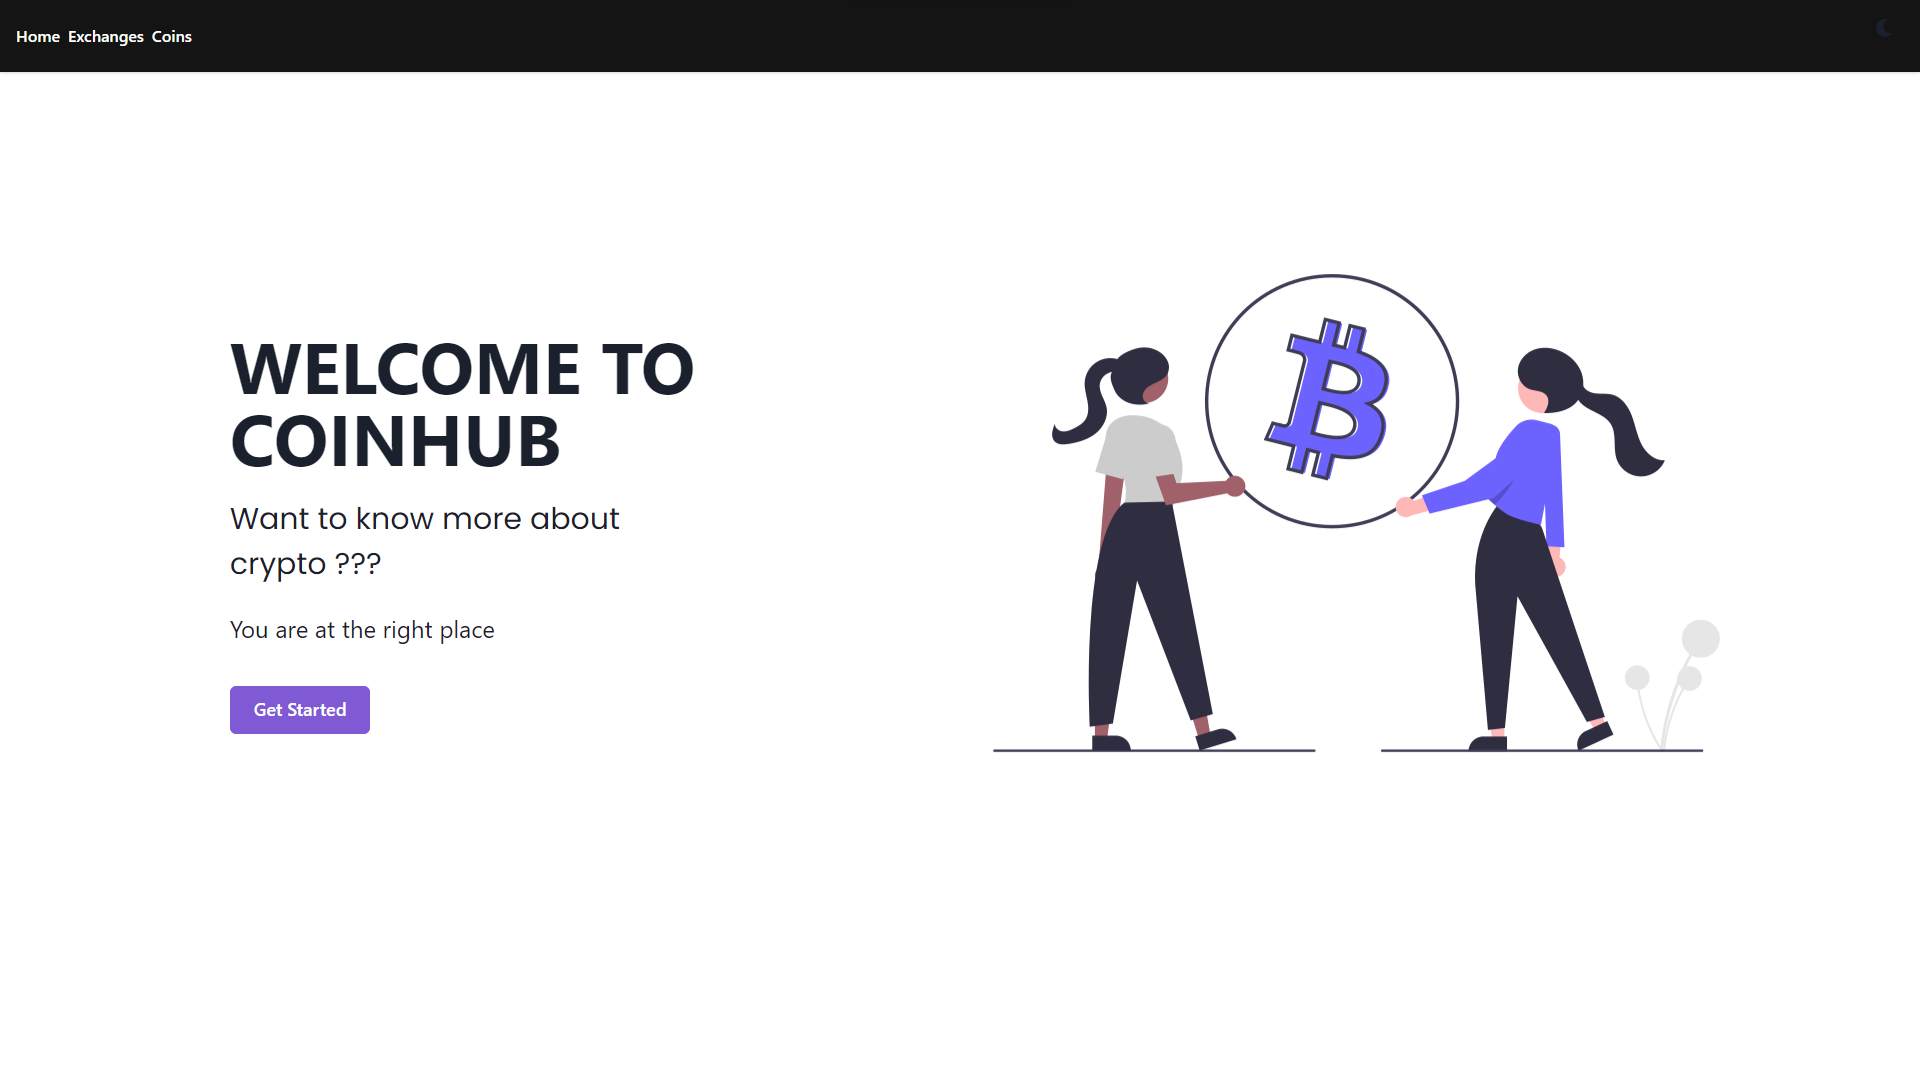 Home Exchanges Coins
WELCOME TO
COINHUB
Want to know more about
crypto ???
You are at the right place
Get Started